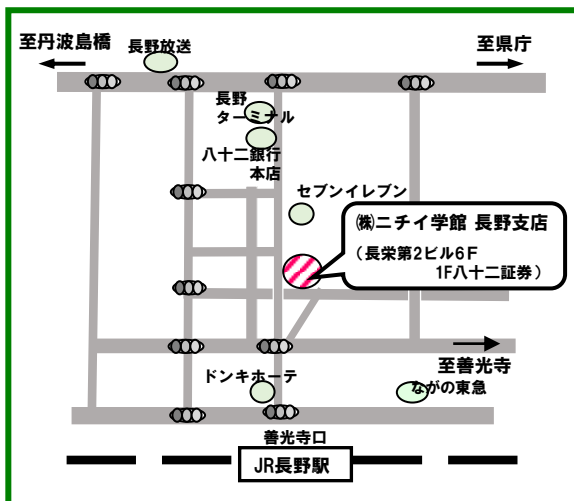 至丹波島橋
長野放送
至県庁
長野
ターミナル
八十二銀行
本店
セブンイレブン
㈱ニチイ学館 長野支店
（長栄第2ビル6F
1F八十二証券）
至善光寺
ドンキホーテ
ながの東急
善光寺口
JR長野駅